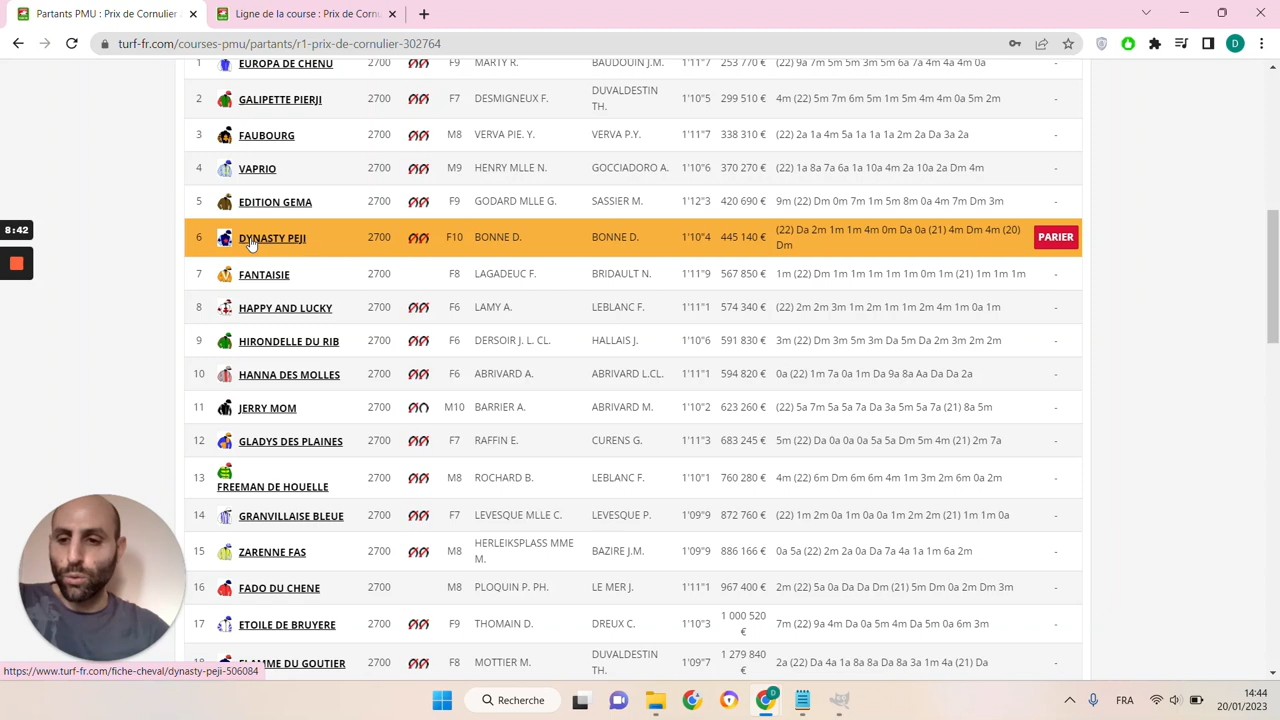 Partants PMU : Prix de Cornulier
Ligne de la course : Prix de Cornu
turf-fr.com/courses-pmu/partants/r1-prix-de-cornulier-302764
D
1 EUROPA DE CHENU 2700 F9 MARTY R. BAUDOUIN J.M. 1'11"7 253 770 € (22) 9a 7m 5m 5m 3m 5m 6a 7a 4m 4a 4m 0a -
2 GALIPETTE PIERJI 2700 F7 DESMIGNEUX F. DUVALDESTIN TH. 1'10"5 299 510 € 4m (22) 5m 7m 6m 5m 1m 5m 4m 4m 0a 5m 2m -
3 FAUBOURG 2700 M8 VERVA PIE. Y. VERVA P.Y. 1'11"7 338 310 € (22) 2a 1a 4m 5a 1a 1a 1a 2m 2a Da 3a 2a -
4 VAPRIO 2700 M9 HENRY MLLE N. GOCCIADORO A. 1'10"6 370 270 € (22) 1a 8a 7a 6a 1a 10a 4m 2a 10a 2a Dm 4m -
5 EDITION GEMA 2700 F9 GODARD MLLE G. SASSIER M. 1'12"3 420 690 € 9m (22) Dm 0m 7m 1m 5m 8m 0a 4m 7m Dm 3m -
6 DYNASTY PEJI 2700 F10 BONNE D. BONNE D. 1'10"4 445 140 € (22) Da 2m 1m 1m 4m 0m Da 0a (21) 4m Dm 4m (20) Dm PARIER
8:42
7 FANTAISIE 2700 F8 LAGADEUC F. BRIDAULT N. 1'11"9 567 850 € 1m (22) Dm 1m 1m 1m 1m 1m 0m 1m (21) 1m 1m 1m -
8 HAPPY AND LUCKY 2700 F6 LAMY A. LEBLANC F. 1'11"1 574 340 € (22) 2m 2m 3m 1m 2m 1m 1m 2m 4m 1m 0a 1m -
9 HIRONDELLE DU RIB 2700 F6 DERSOIR J. L. CL. HALLAIS J. 1'10"6 591 830 € 3m (22) Dm 3m 5m 3m Da 5m Da 2m 3m 2m 2m -
10 HANNA DES MOLLES 2700 F6 ABRIVARD A. ABRIVARD L.CL. 1'11"1 594 820 € 0a (22) 1m 7a 0a 1m Da 9a 8a Aa Da Da 2a -
11 JERRY MOM 2700 M10 BARRIER A. ABRIVARD M. 1'10"2 623 260 € (22) 5a 7m 5a 5a 7a Da 3a 5m 5a 7a (21) 8a 5m -
12 GLADYS DES PLAINES 2700 F7 RAFFIN E. CURENS G. 1'11"3 683 245 € 5m (22) Da 0a 0a 0a 5a 5a Dm 5m 4m (21) 2m 7a -
13 FREEMAN DE HOUELLE 2700 M8 ROCHARD B. LEBLANC F. 1'10"1 760 280 € 4m (22) 6m Dm 6m 6m 4m 1m 3m 2m 6m 0a 2m -
14 GRANVILLAISE BLEUE 2700 F7 LEVESQUE MLLE C. LEVESQUE P. 1'09"9 872 760 € (22) 1m 2m 0a 1m 0a 0a 1m 2m 2m (21) 1m 1m 0a -
15 ZARENNE FAS 2700 M8 HERLEIKSPLASS MME M. BAZIRE J.M. 1'09"9 886 166 € 0a 5a (22) 2m 2a 0a Da 7a 4a 1a 1m 6a 2m -
16 FADO DU CHENE 2700 M8 PLOQUIN P. PH. LE MER J. 1'11"1 967 400 € 2m (22) 5a 0a Da Da Dm (21) 5m Dm 0a 2m Dm 3m -
17 ETOILE DE BRUYERE 2700 F9 THOMAIN D. DREUX C. 1'10"3 1 000 520 € 7m (22) 9a 4m Da 0a 5m 4m Da 5m 0a 6m 3m -
18 FLAMME DU GOUTIER 2700 F8 MOTTIER M. DUVALDESTIN TH. 1'09"7 1 279 840 € 2a (22) Da 4a 1a 8a 8a Da 8a 3a 1m 4a (21) Da -
https://www.turf-fr.com/fiche-cheval/dynasty-peji-506084
Recherche
FRA
14:44
20/01/2023